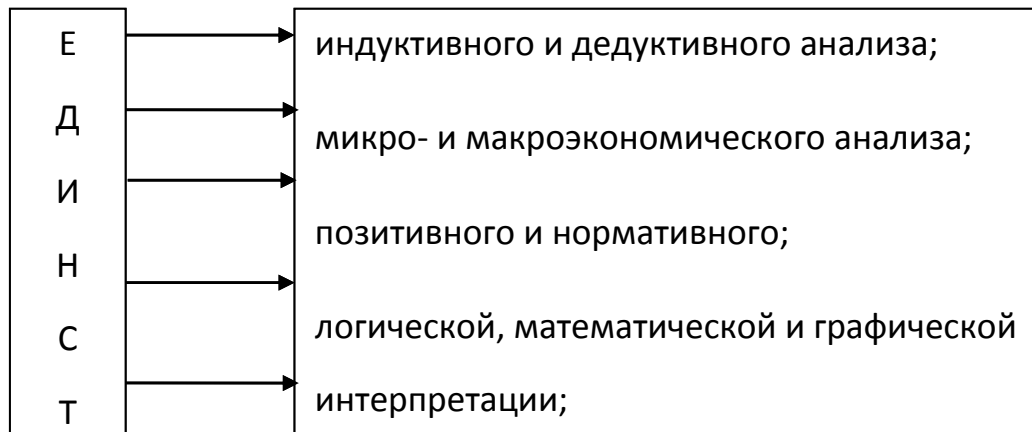 Е
Д
И
Н
С
Т
индуктивного и дедуктивного анализа;
микро- и макроэкономического анализа;
позитивного и нормативного;
логической, математической и графической
интерпретации;